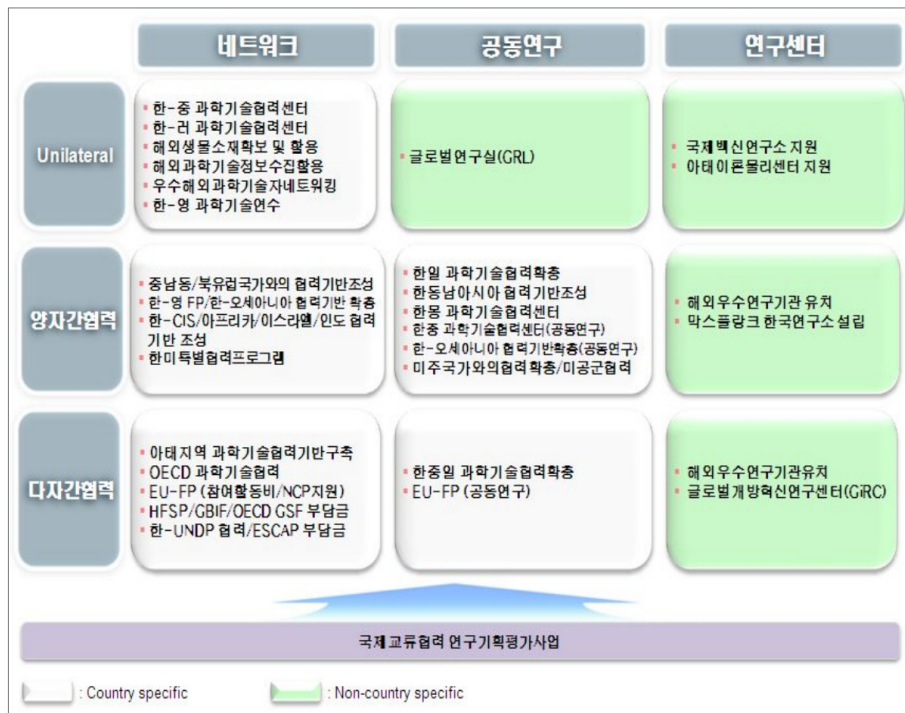 네트워크
공동연구
연구센터
Unilateral
한-중 과학기술협력센터
한-러 과학기술협력센터
해외생물소재확보 및 활용
해외과학기술정보수집활용
우수해외과학기술자네트워킹
한-영 과학기술연수
글로벌연구실(GRL)
국제백신연구소 지원
아태이론물리센터 지원
양자간협력
중남동/북유럽국가와의 협력기반조성
한-영 FP/한-오세아니아 협력기반 확충
한-CIS/아프리카/이스라엘/인도 협력
기반 조성
한미특별협력프로그램
한일 과학기술협력확충
한동남아시아 협력기반조성
한몽 과학기술협력센터
한중 과학기술협력센터(공동연구)
한-오세아니아 협력기반확충(공동연구)
미주국가와의협력확충/미공군협력
해외우수연구기관 유치
막스플랑크 한국연구소 설립
다자간협력
아태지역 과학기술협력기반구축
OECD 과학기술협력
EU-FP (참여활동비/NCP지원)
HFSP/GBIF/OECD GSF 부담금
한-UNDP 협력/ESCAP 부담금
한중일 과학기술협력확충
EU-FP (공동연구)
해외우수연구기관유치
글로벌개방혁신연구센터(GiRC)
국제교류협력 연구기획평가사업
: Country specific
: Non-country specific